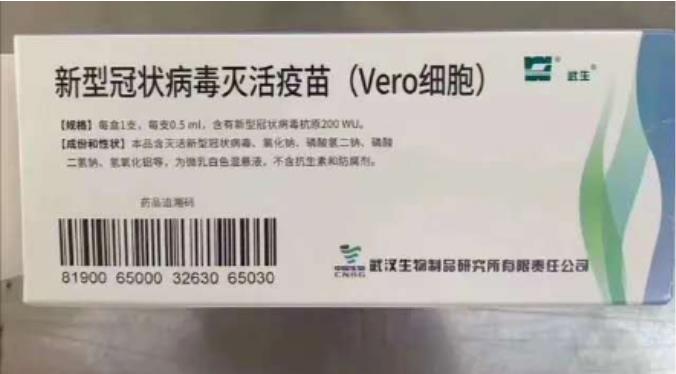 新型冠状病毒灭活疫苗（Vero细胞）
武生
【规格】每盒1支，每支0.5 ml，含有新型冠状病毒抗原200 WU。
【成份和性状】本品含灭活新型冠状病毒、氯化钠、磷酸氢二钠、磷酸
二氢钠、氢氧化铝等，为微乳白色混悬液，不含抗生素和防腐剂。
药品追溯码
81900 65000 32630 65030
中国生物
CNBG
武汉生物制品研究所有限责任公司